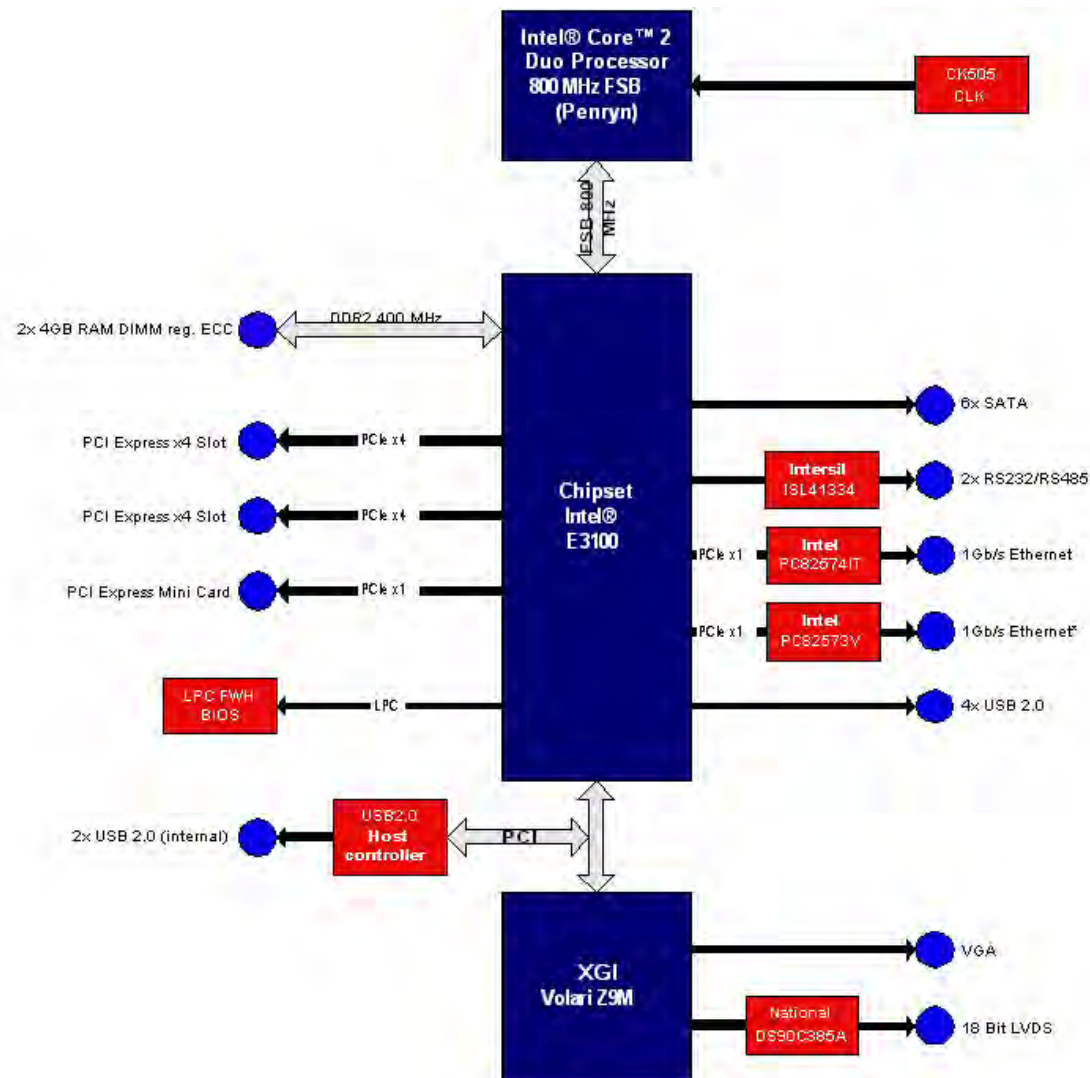 Intel® Core™ 2
Duo Processor
800 MHz FSB
(Penryn)
CK505
CLK
FSB 800
MHz
2x 4GB RAM DIMM reg. ECC
DDR2 400 MHz
6x SATA
PCI Express x4 Slot
PCIe x4
Intersil
ISL41334
2x RS232/RS485
Chipset
Intel®
E3100
PCI Express x4 Slot
PCIe x4
PCIe x1
Intel
PC82574IT
1Gb/s Ethernet
PCI Express Mini Card
PCIe x1
PCIe x1
Intel
PC82573V
1Gb/s Ethernet*
LPC FWH
BIOS
LPC
4x USB 2.0
2x USB 2.0 (internal)
USB2.0
Host
controller
PCI
XGI
Volari Z9M
VGA
National
DS90C385A
18 Bit LVDS